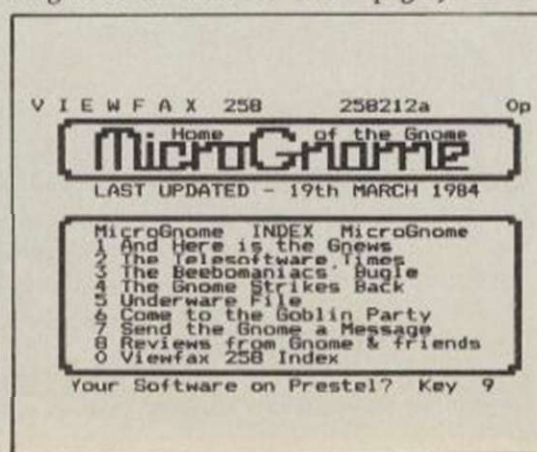 V I E W F A X 258 258212a Op
Home of the Gnome
MicroGnome
LAST UPDATED - 19th MARCH 1984
MicroGnome INDEX MicroGnome
1 And Here is the Gnews
2 The Telesoftware Times
3 The Beebomaniacs' Bugle
4 The Gnome Strikes Back
5 Underware File
6 Come to the Goblin Party
7 Send the Gnome a Message
8 Reviews from Gnome & friends
0 Viewfax 258 Index
Your Software on Prestel? Key 9